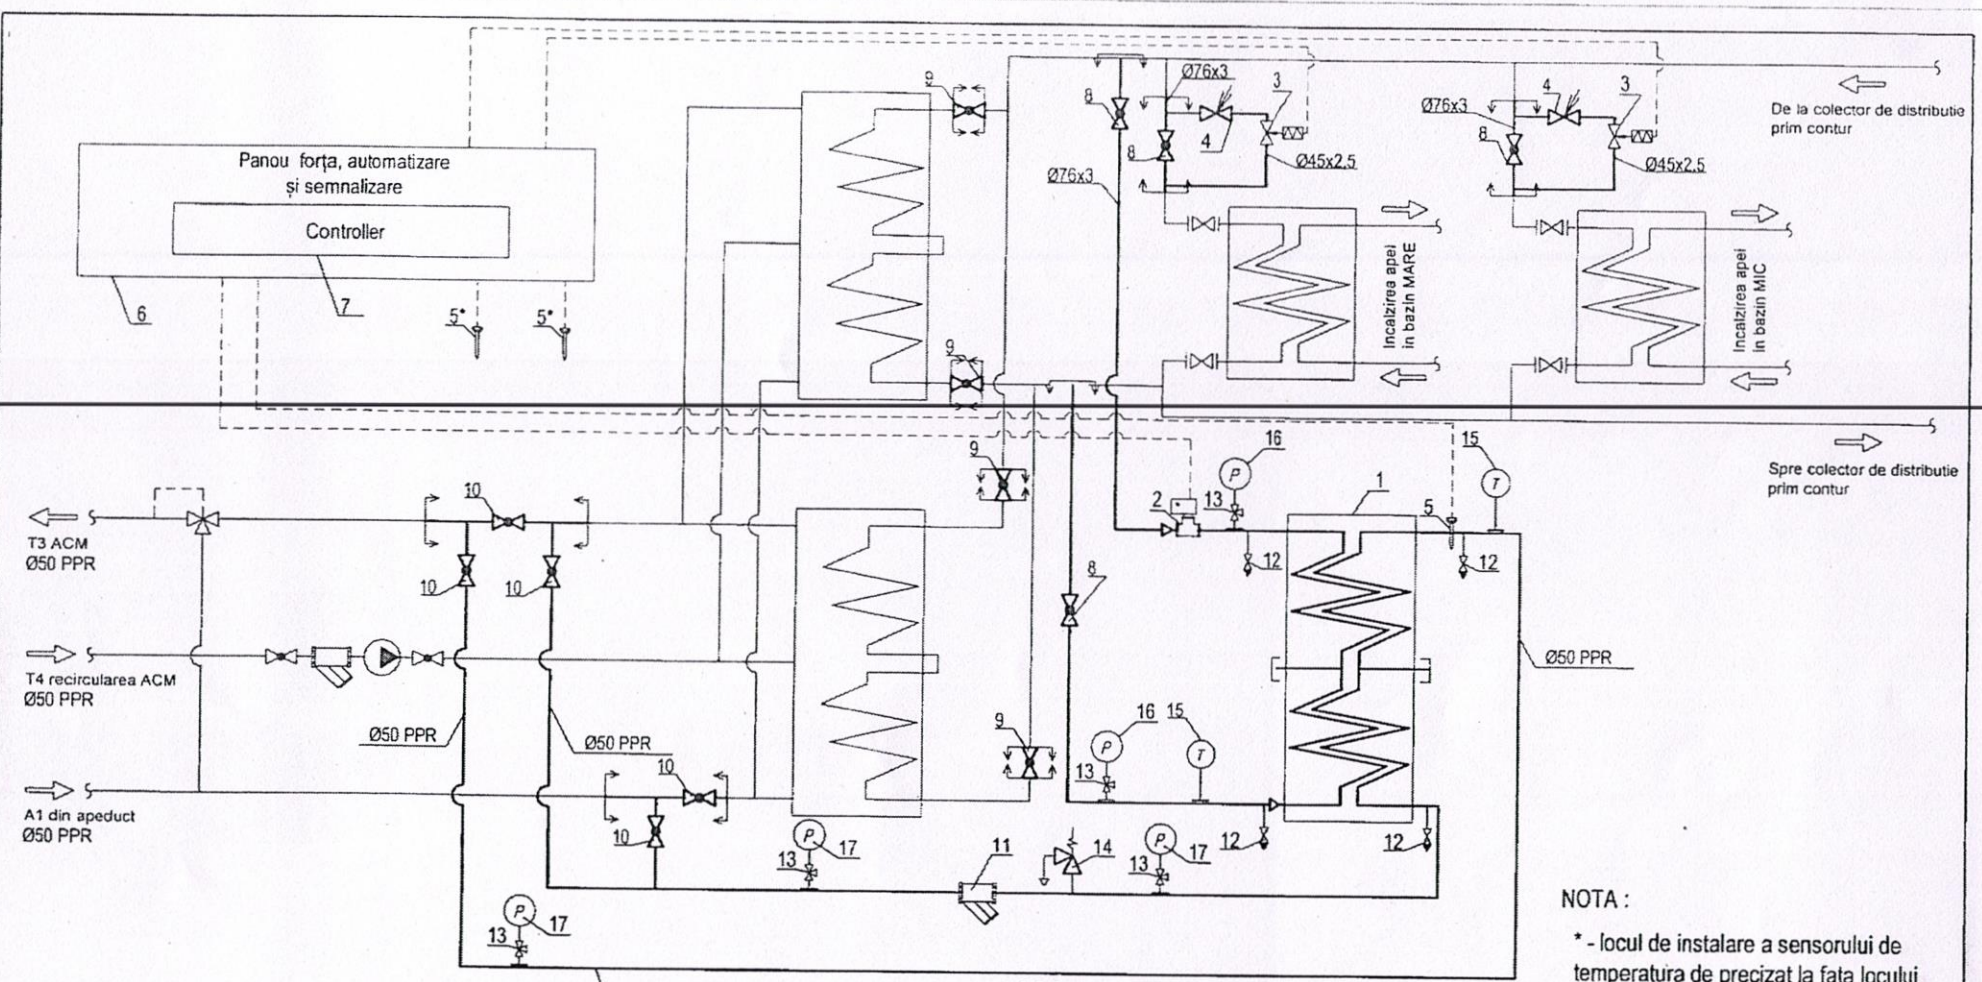 Panou forța, automatizare
și semnalizare
Controller
6
7
5*
5*
9
8
Ø76x3
3
4
8
Ø45x2.5
Ø76x3
Incalzirea apei
in bazin MARE
4
3
Ø76x3
8
Ø45x2,5
Incalzirea apei
in bazin MIC
De la colector de distributie
prim contur
9
Spre colector de distributie
prim contur
T3 ACM
Ø50 PPR
10
10
10
9
2
13
P
16
12
1
5
15
T
12
8
T4 recircularea ACM
Ø50 PPR
Ø50 PPR
Ø50 PPR
Ø50 PPR
9
P
16
15
T
13
A1 din apeduct
Ø50 PPR
10
10
P
17
13
11
14
P
17
13
12
12
P
17
13
NOTA :
* - locul de instalare a sensorului de
temperatura de precizat la fata locului